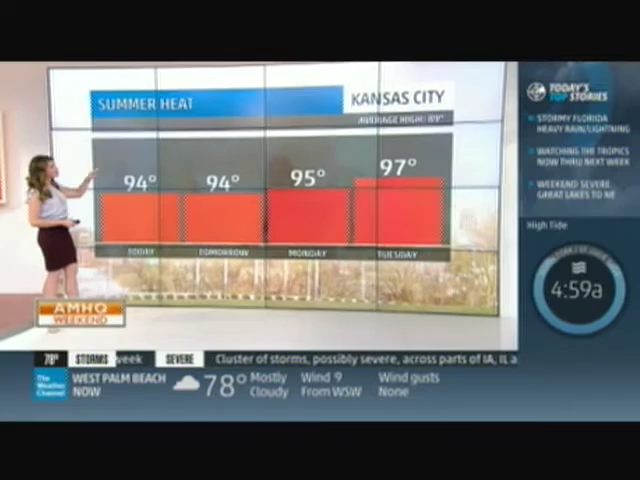 SUMMER HEAT
KANSAS CITY
AVERAGE HIGH: 89°
94°
94°
95°
97°
TODAY
TOMORROW
MONDAY
TUESDAY
AMHQ
WEEKEND
TODAY'S
TOP STORIES
STORMY FLORIDA
HEAVY RAIN/LIGHTNING
WATCHING THE TROPICS
NOW THRU NEXT WEEK
WEEKEND SEVERE
GREAT LAKES TO NE
High Tide
4:59a
78° STORMS week SEVERE Cluster of storms, possibly severe, across parts of IA, IL a
The
Weather
Channel
WEST PALM BEACH
NOW
78°
Mostly
Cloudy
Wind 9
From WSW
Wind gusts
None